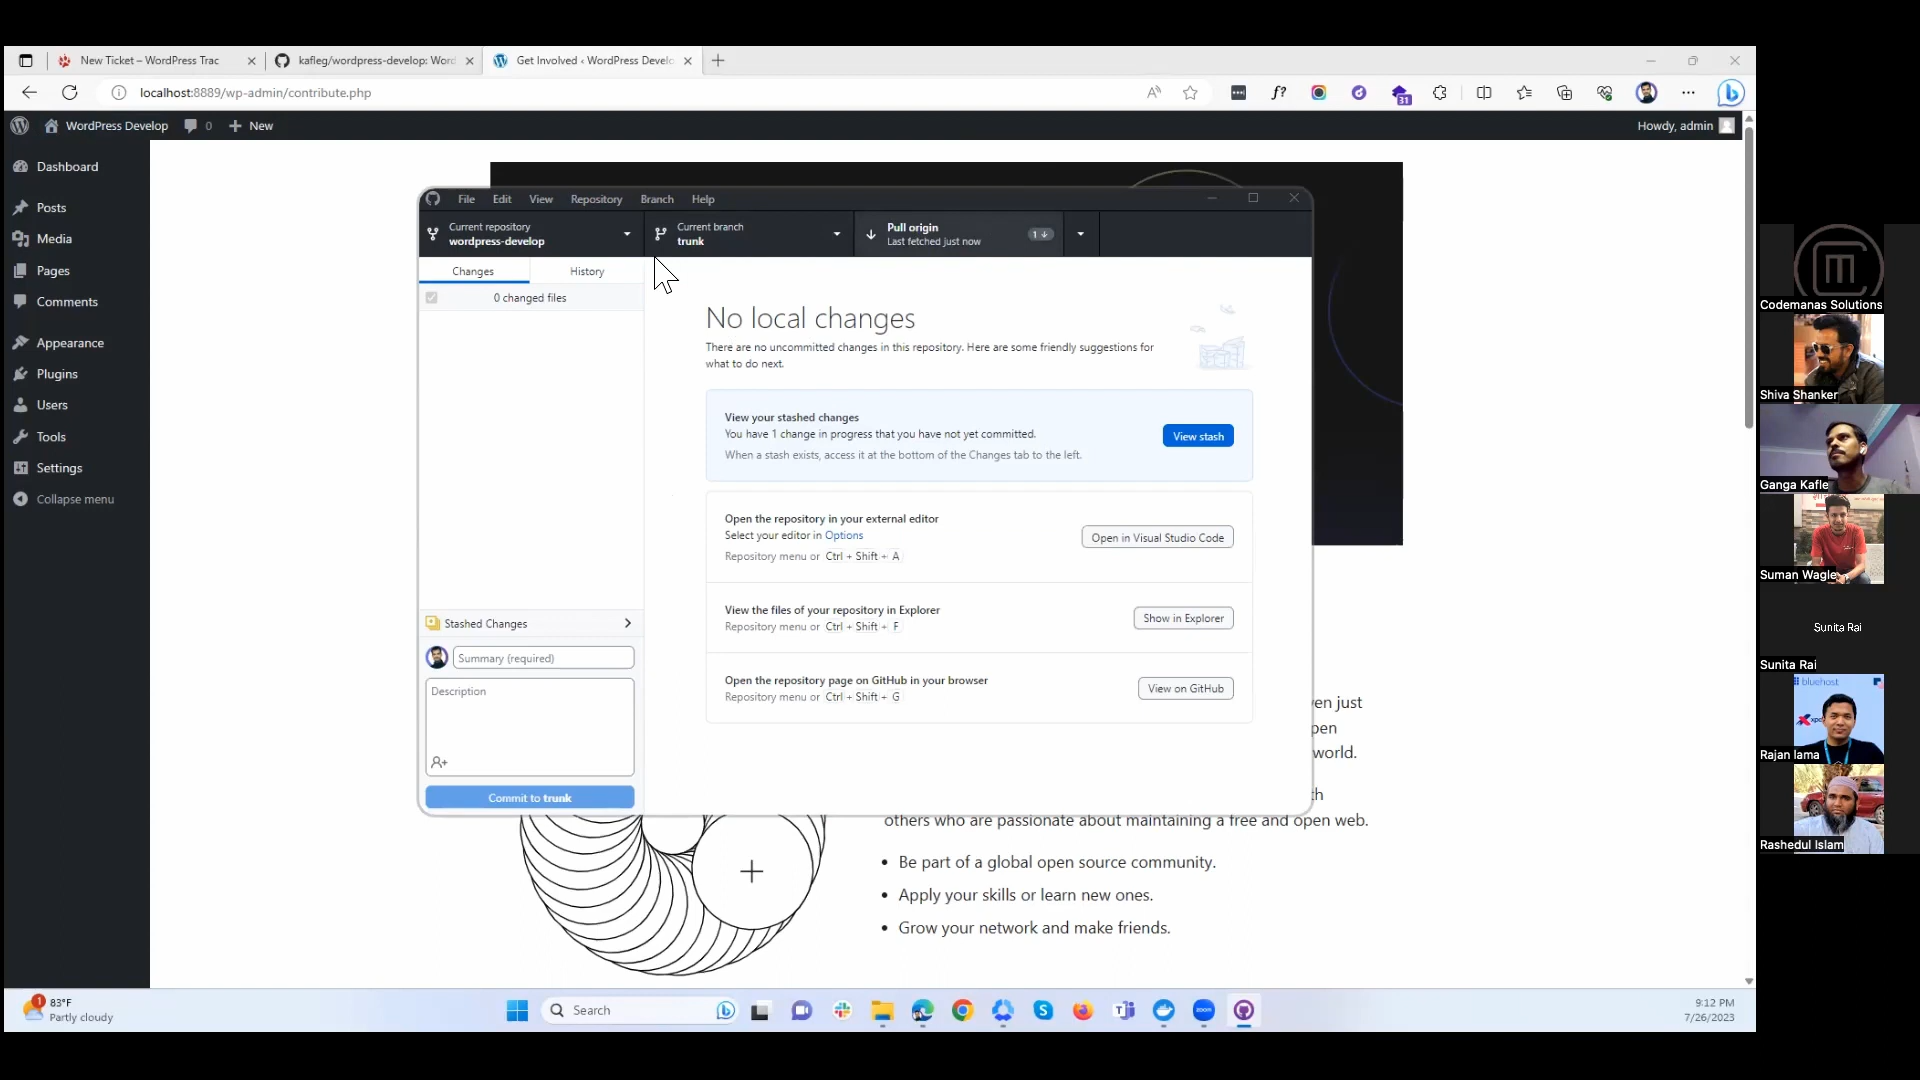 New Ticket – WordPress Trac
kafleg/wordpress-develop: Word
Get Involved ‹ WordPress Develo
localhost:8889/wp-admin/contribute.php
31
WordPress Develop
0
New
Howdy, admin
Dashboard
Posts
Media
Pages
Comments
Appearance
Plugins
Users
Tools
Settings
Collapse menu
File
Edit
View
Repository
Branch
Help
Current repository
wordpress-develop
Current branch
trunk
Pull origin
Last fetched just now
1
Changes
History
0 changed files
No local changes
There are no uncommitted changes in this repository. Here are some friendly suggestions for
what to do next.
View your stashed changes
You have 1 change in progress that you have not yet committed.
When a stash exists, access it at the bottom of the Changes tab to the left.
View stash
Open the repository in your external editor
Select your editor in Options
Repository menu or Ctrl + Shift + A
Open in Visual Studio Code
View the files of your repository in Explorer
Repository menu or Ctrl + Shift + F
Show in Explorer
Open the repository page on GitHub in your browser
Repository menu or Ctrl + Shift + G
View on GitHub
Stashed Changes
Summary (required)
Description
Commit to trunk
just
world.
others who are passionate about maintaining a free and open web.
Be part of a global open source community.
Apply your skills or learn new ones.
Grow your network and make friends.
1
83°F
Partly cloudy
Search
zoom
9:12 PM
7/26/2023
Codemanas Solutions
Shiva Shanker
Ganga Kafle
Suman Wagle
Sunita Rai
Sunita Rai
bluehost
Rajan lama
Rashedul Islam